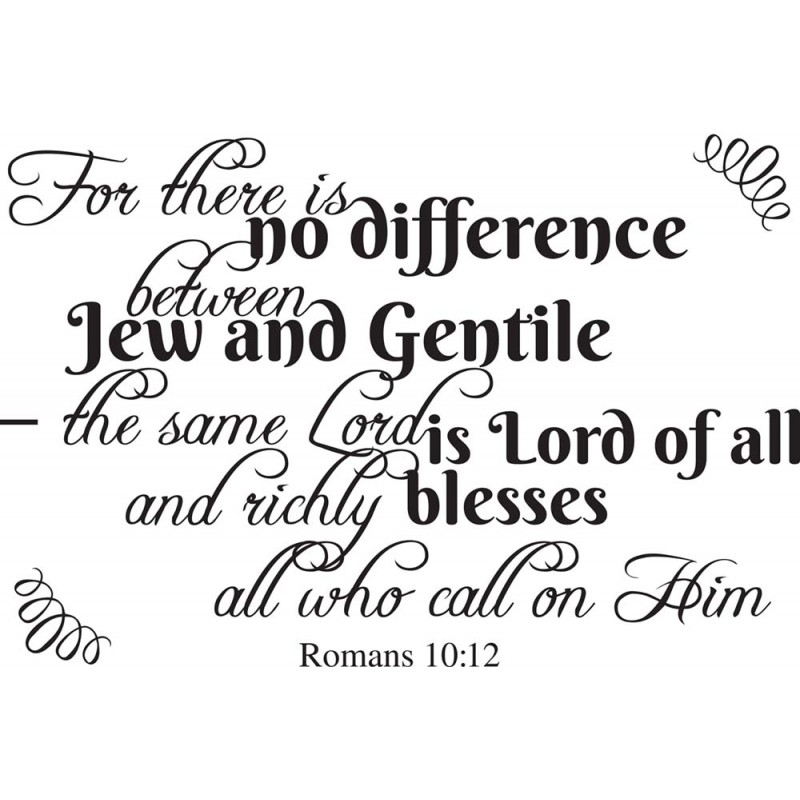 For there is
no difference
between
Jew and Gentile
— the same Lord is Lord of all
and richly blesses
all who call on Him
Romans 10:12